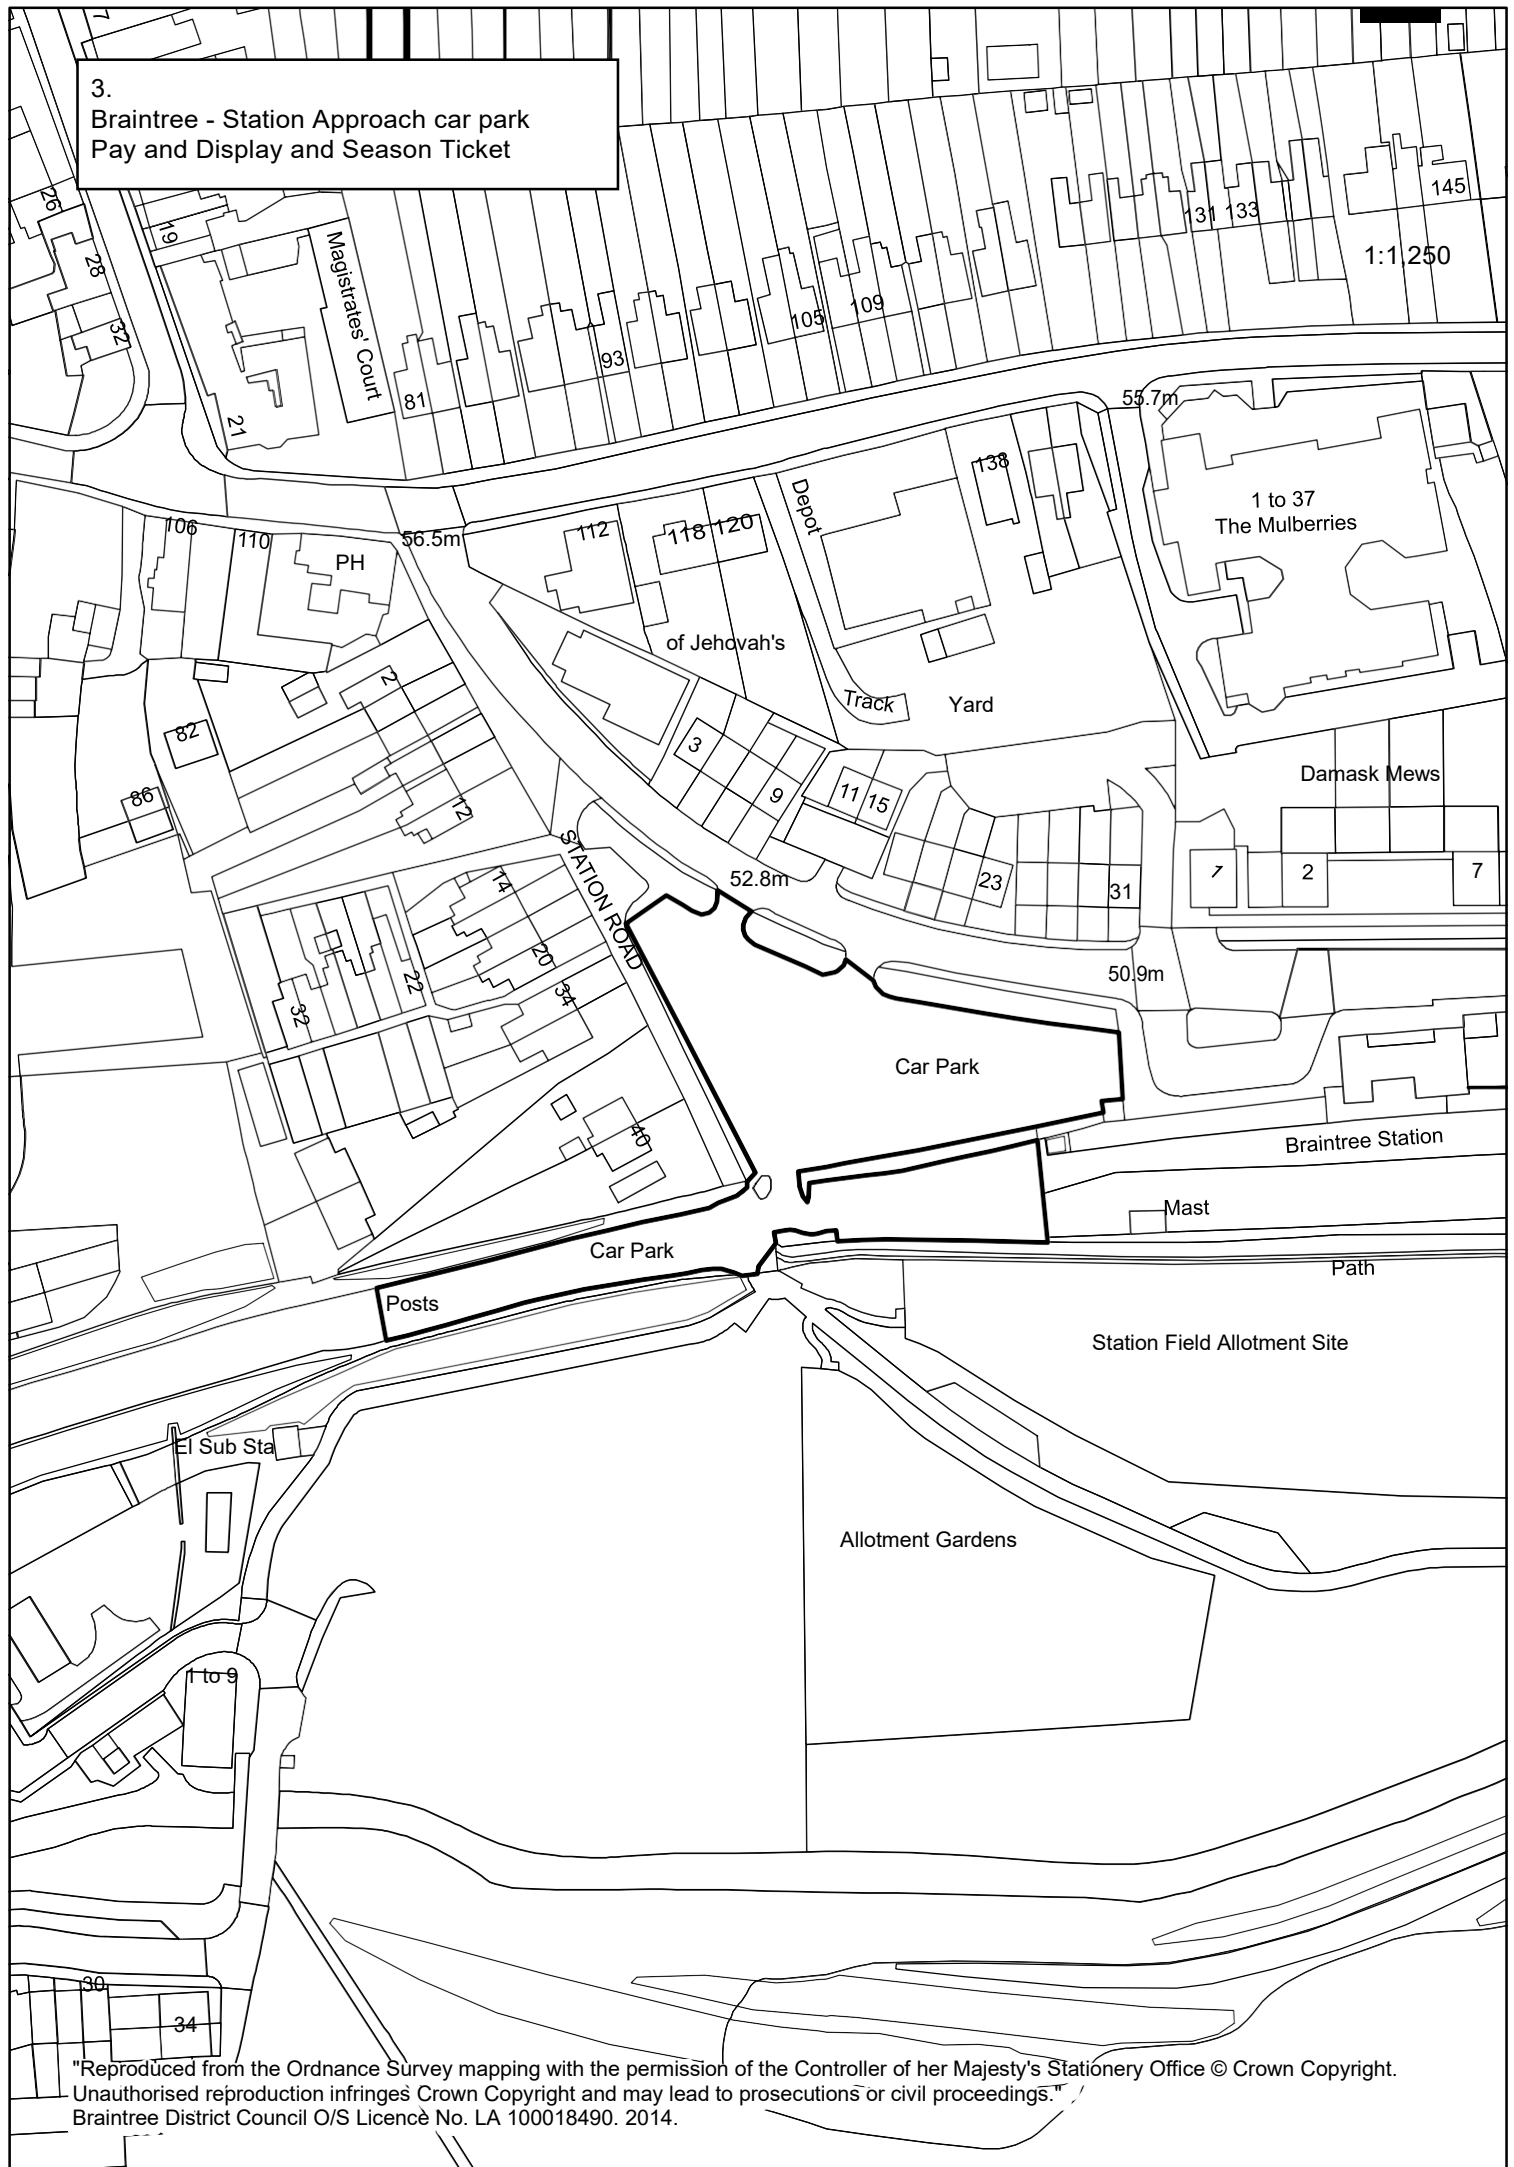 3.
Braintree - Station Approach car park
Pay and Display and Season Ticket
7
26
28
32
19
21
Magistrates' Court
81
93
105
109
131 133
145
1:1,250
55.7m
138
Depot
1 to 37
The Mulberries
106
110
PH
56.5m
112
118 120
of Jehovah's
Track
Yard
2
82
86
12
3
9
11 15
23
31
Damask Mews
1
2
7
STATION ROAD
52.8m
50.9m
14
20
22
32
34
40
Car Park
Braintree Station
Mast
Car Park
Path
Posts
Station Field Allotment Site
El Sub Sta
Allotment Gardens
1 to 9
30
34
"Reproduced from the Ordnance Survey mapping with the permission of the Controller of her Majesty's Stationery Office © Crown Copyright.
Unauthorised reproduction infringes Crown Copyright and may lead to prosecutions or civil proceedings."
Braintree District Council O/S Licence No. LA 100018490. 2014.